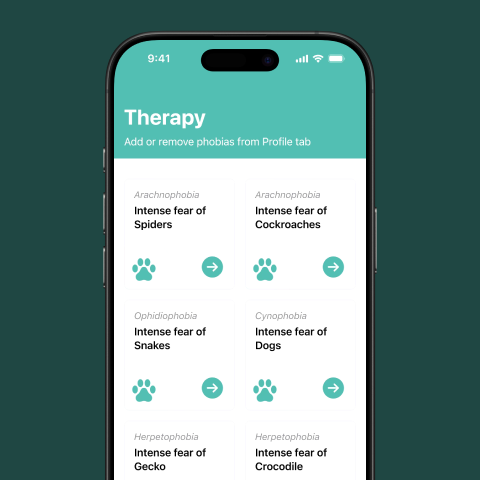 9:41
Therapy
Add or remove phobias from Profile tab
Arachnophobia
Intense fear of
Spiders
Arachnophobia
Intense fear of
Cockroaches
Ophidiophobia
Intense fear of
Snakes
Cynophobia
Intense fear of
Dogs
Herpetophobia
Intense fear of
Gecko
Herpetophobia
Intense fear of
Crocodile